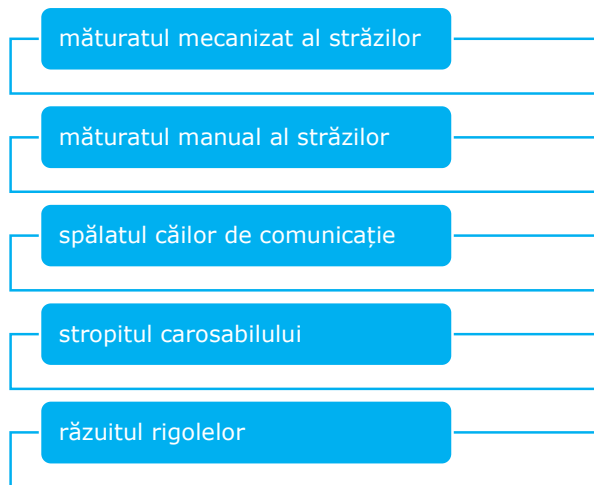 măturatul mecanizat al străzilor
măturatul manual al străzilor
spălatul căilor de comunicație
stropitul carosabilului
răzuitul rigolelor